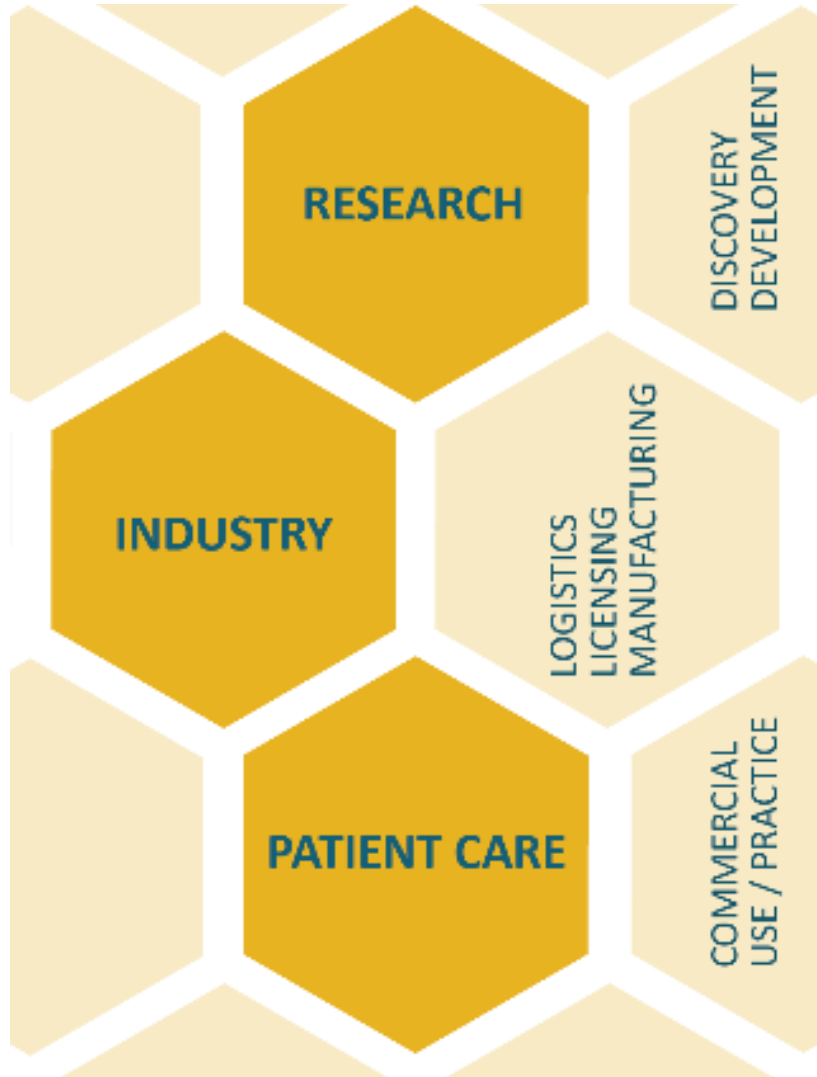 RESEARCH
DISCOVERY
DEVELOPMENT
INDUSTRY
LOGISTICS
LICENSING
MANUFACTURING
PATIENT CARE
COMMERCIAL
USE / PRACTICE